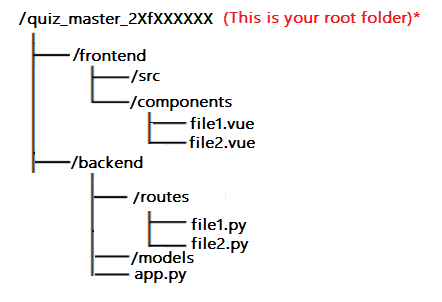 /quiz_master_2XfXXXXXX (This is your root folder)*
/frontend
/src
/components
file1.vue
file2.vue
/backend
/routes
file1.py
file2.py
/models
app.py